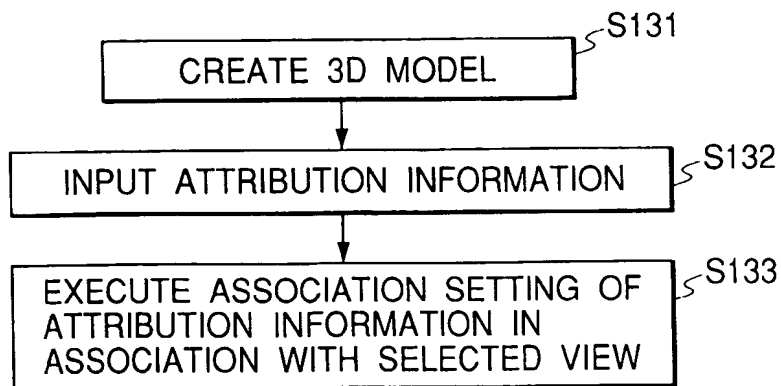 S131
CREATE 3D MODEL
S132
INPUT ATTRIBUTION INFORMATION
S133
EXECUTE ASSOCIATION SETTING OF
ATTRIBUTION INFORMATION IN
ASSOCIATION WITH SELECTED VIEW